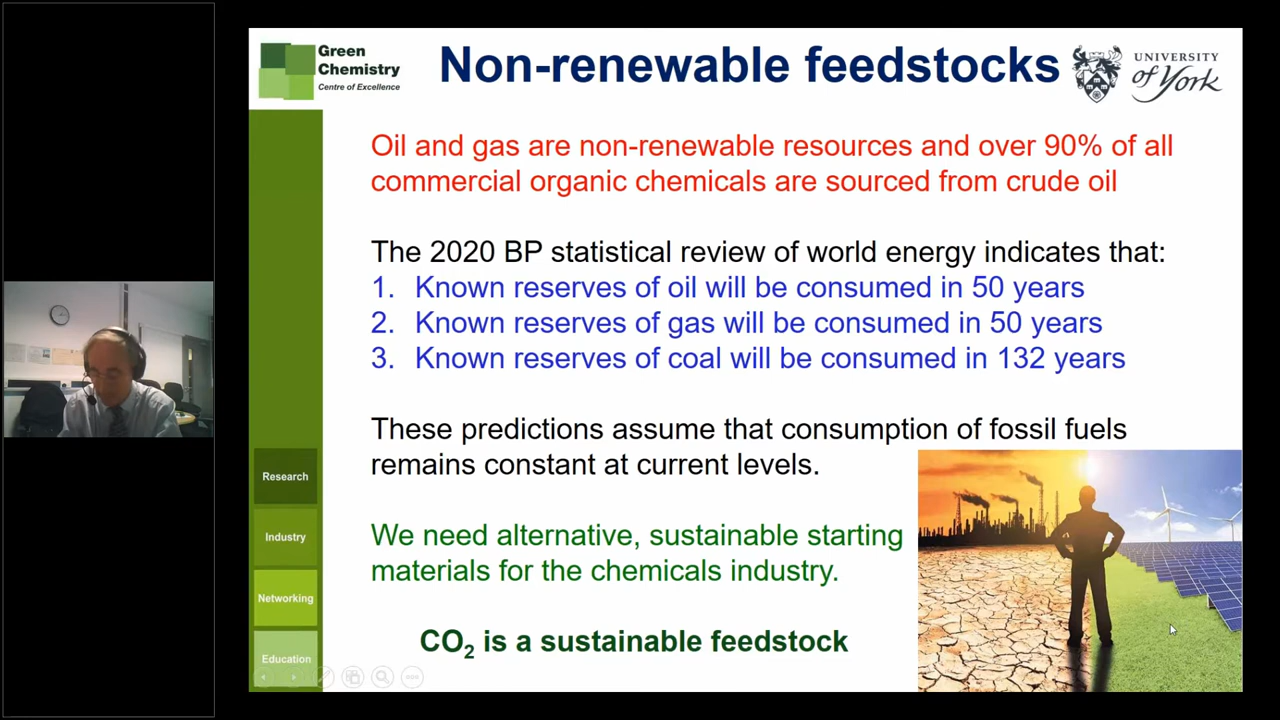 Green
Chemistry
Centre of Excellence
Non-renewable feedstocks
UNIVERSITY
of York
Oil and gas are non-renewable resources and over 90% of all
commercial organic chemicals are sourced from crude oil
The 2020 BP statistical review of world energy indicates that:
1. Known reserves of oil will be consumed in 50 years
2. Known reserves of gas will be consumed in 50 years
3. Known reserves of coal will be consumed in 132 years
These predictions assume that consumption of fossil fuels
remains constant at current levels.
We need alternative, sustainable starting
materials for the chemicals industry.
CO₂ is a sustainable feedstock
Research
Industry
Networking
Education